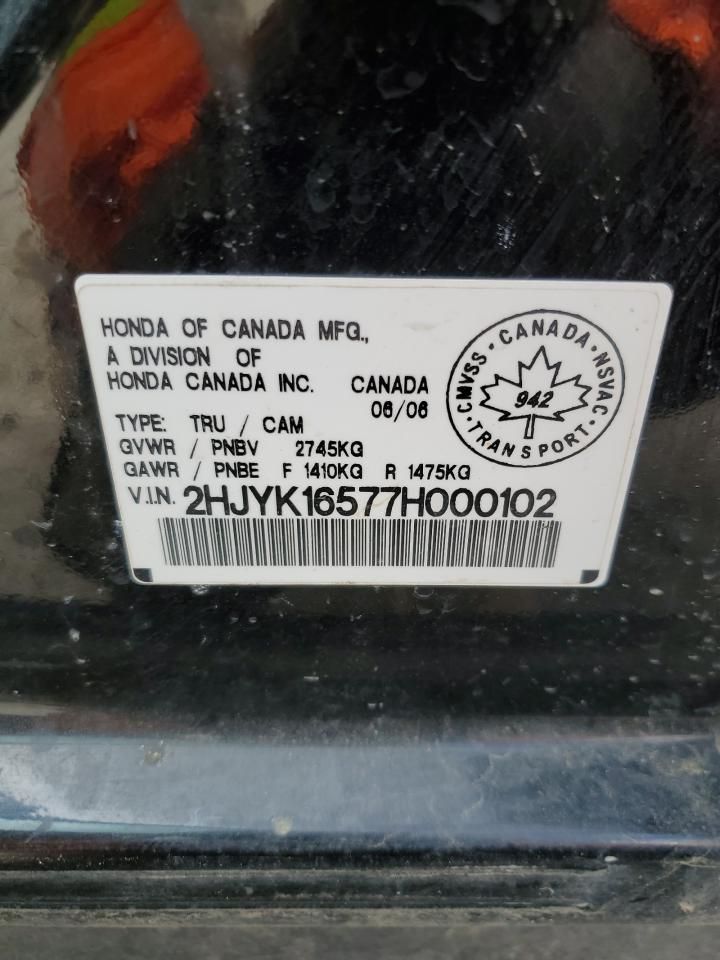 HONDA OF CANADA MFG.,
A DIVISION OF
HONDA CANADA INC. CANADA
06/06
TYPE: TRU / CAM
GVWR / PNBV 2745KG
GAWR / PNBE F 1410KG R 1475KG
V.I.N. 2HJYK16577H000102
CMVSS • CANADA • NSVAC • TRANSPORT •
942